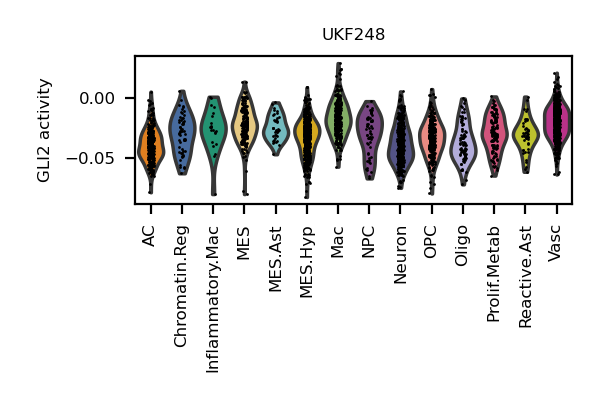 UKF248
GLI2 activity
0.00
−0.05
AC
Chromatin.Reg
Inflammatory.Mac
MES
MES.Ast
MES.Hyp
Mac
NPC
Neuron
OPC
Oligo
Prolif.Metab
Reactive.Ast
Vasc